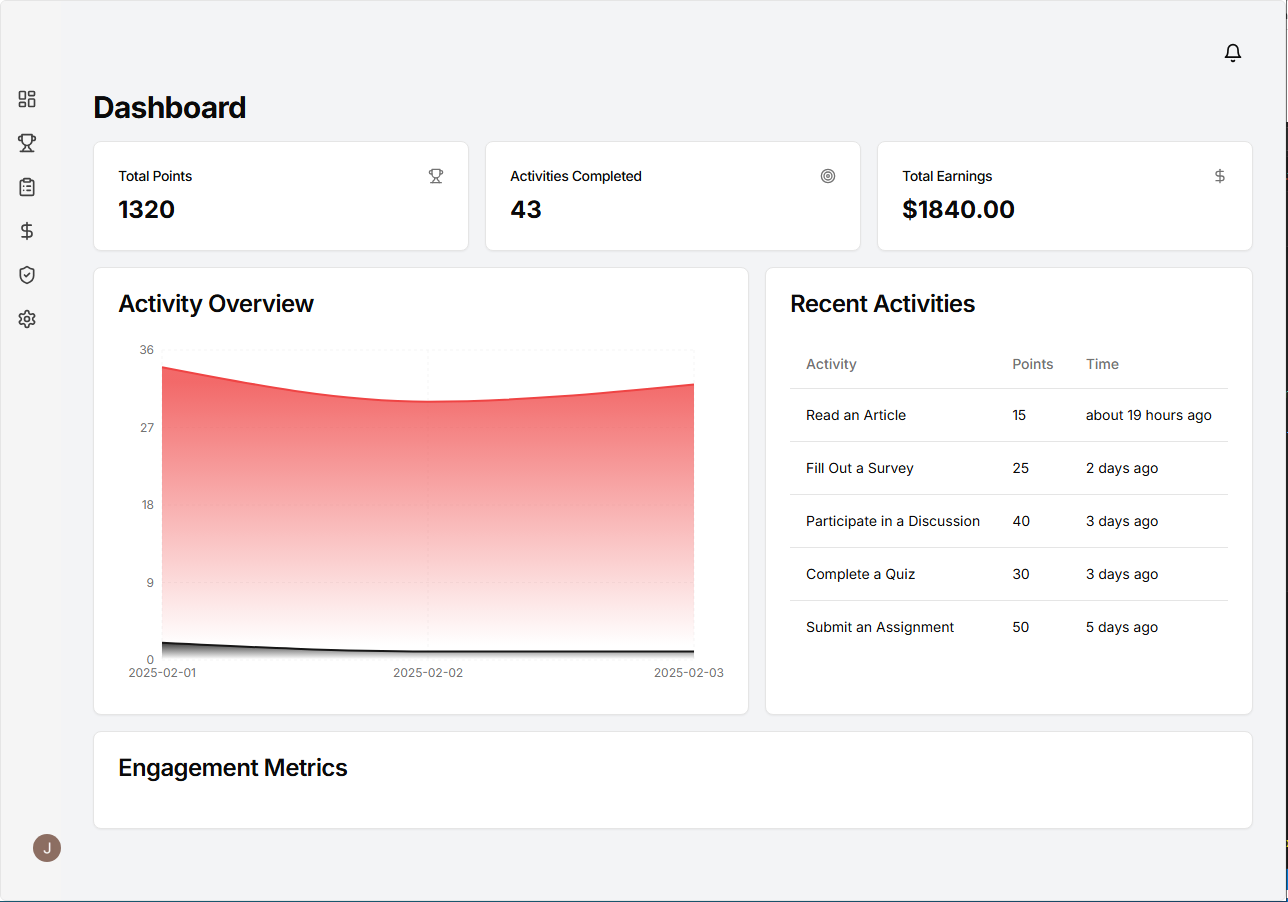 Dashboard
Total Points
1320
Activities Completed
43
Total Earnings
$1840.00
Activity Overview
36
27
18
9
0
2025-02-01 2025-02-02 2025-02-03
Recent Activities
Activity Points Time
Read an Article 15 about 19 hours ago
Fill Out a Survey 25 2 days ago
Participate in a Discussion 40 3 days ago
Complete a Quiz 30 3 days ago
Submit an Assignment 50 5 days ago
Engagement Metrics
J